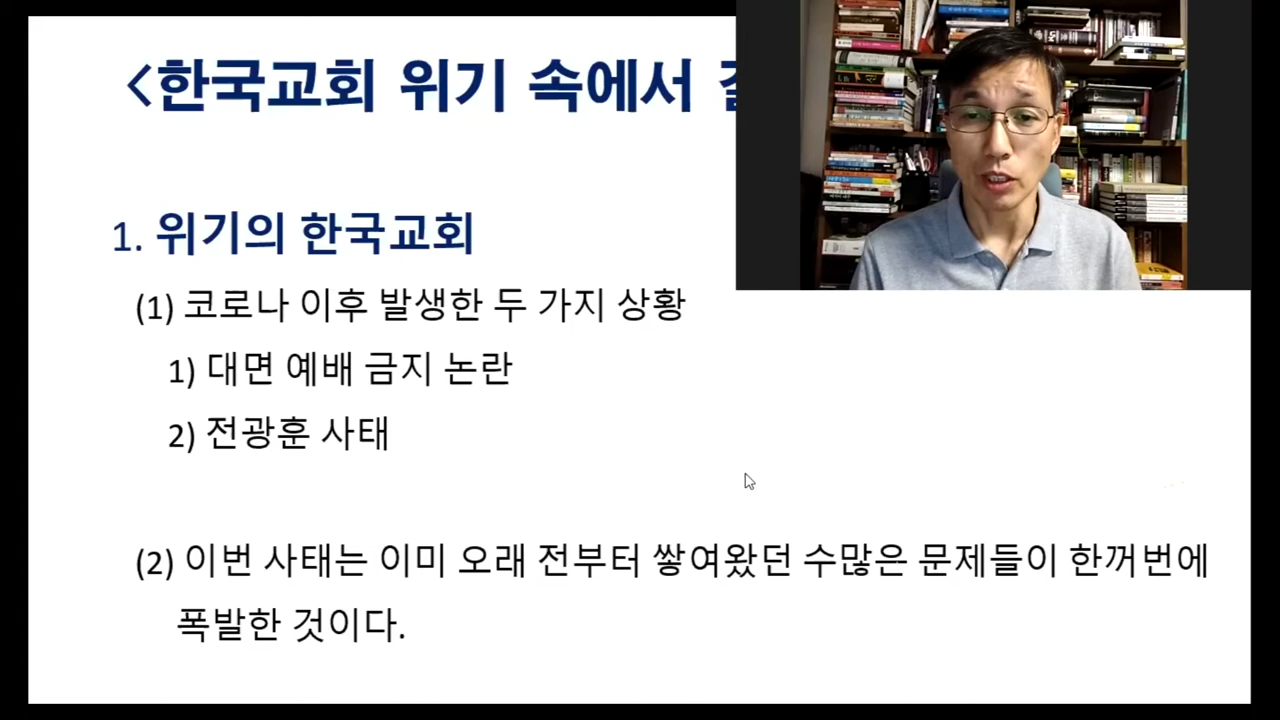 <한국교회 위기 속에서
1. 위기의 한국교회
(1) 코로나 이후 발생한 두 가지 상황
1) 대면 예배 금지 논란
2) 전광훈 사태
(2) 이번 사태는 이미 오래 전부터 쌓여왔던 수많은 문제들이 한꺼번에
폭발한 것이다.